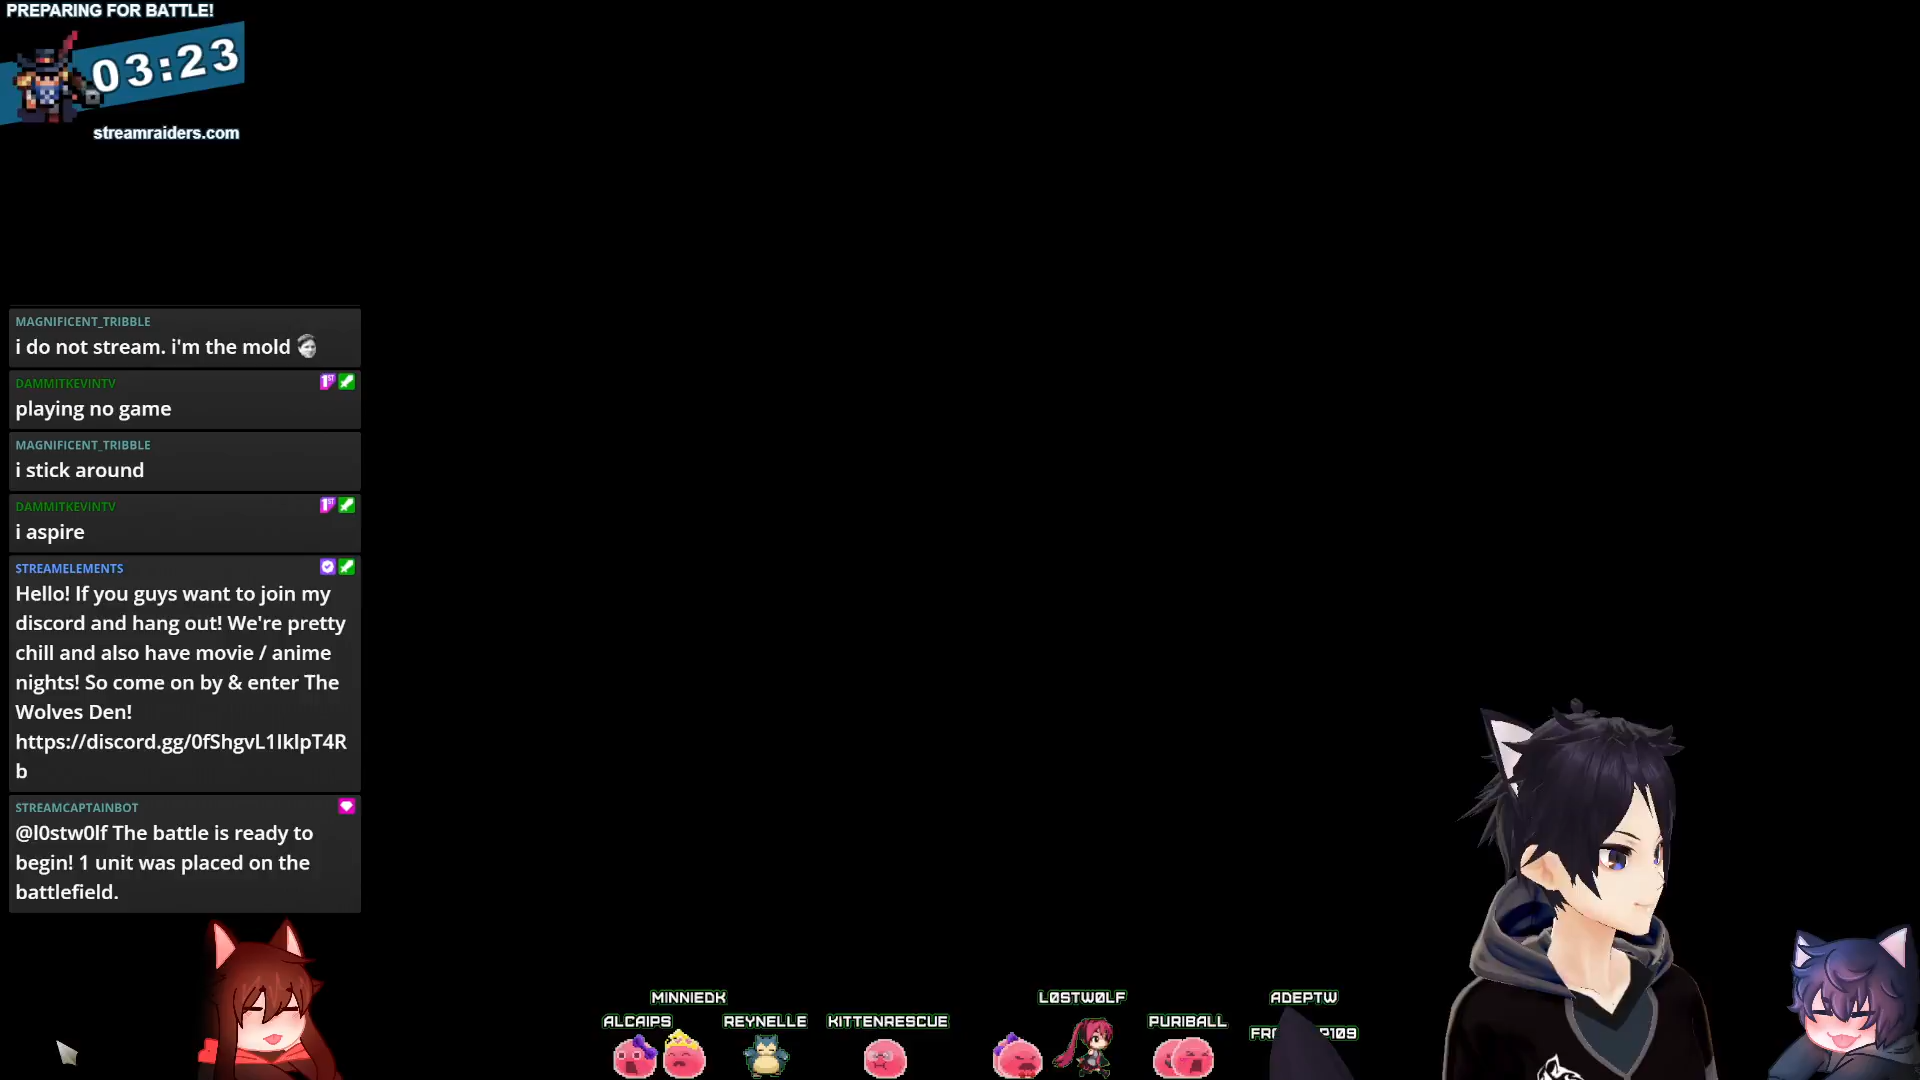 PREPARING FOR BATTLE!
03:23
streamraiders.com
MAGNIFICENT_TRIBBLE
i do not stream. i'm the mold
DAMMITKEVINTV
playing no game
MAGNIFICENT_TRIBBLE
i stick around
DAMMITKEVINTV
i aspire
STREAMELEMENTS
Hello! If you guys want to join my
discord and hang out! We're pretty
chill and also have movie / anime
nights! So come on by & enter The
Wolves Den!
https://discord.gg/0fShgvL1IklpT4R
b
STREAMCAPTAINBOT
@l0stw0lf The battle is ready to
begin! 1 unit was placed on the
battlefield.
MINNIEDK
L0STW0LF
ADEPTW
ALCAIPS
REYNELLE
KITTENRESCUE
PURIBALL